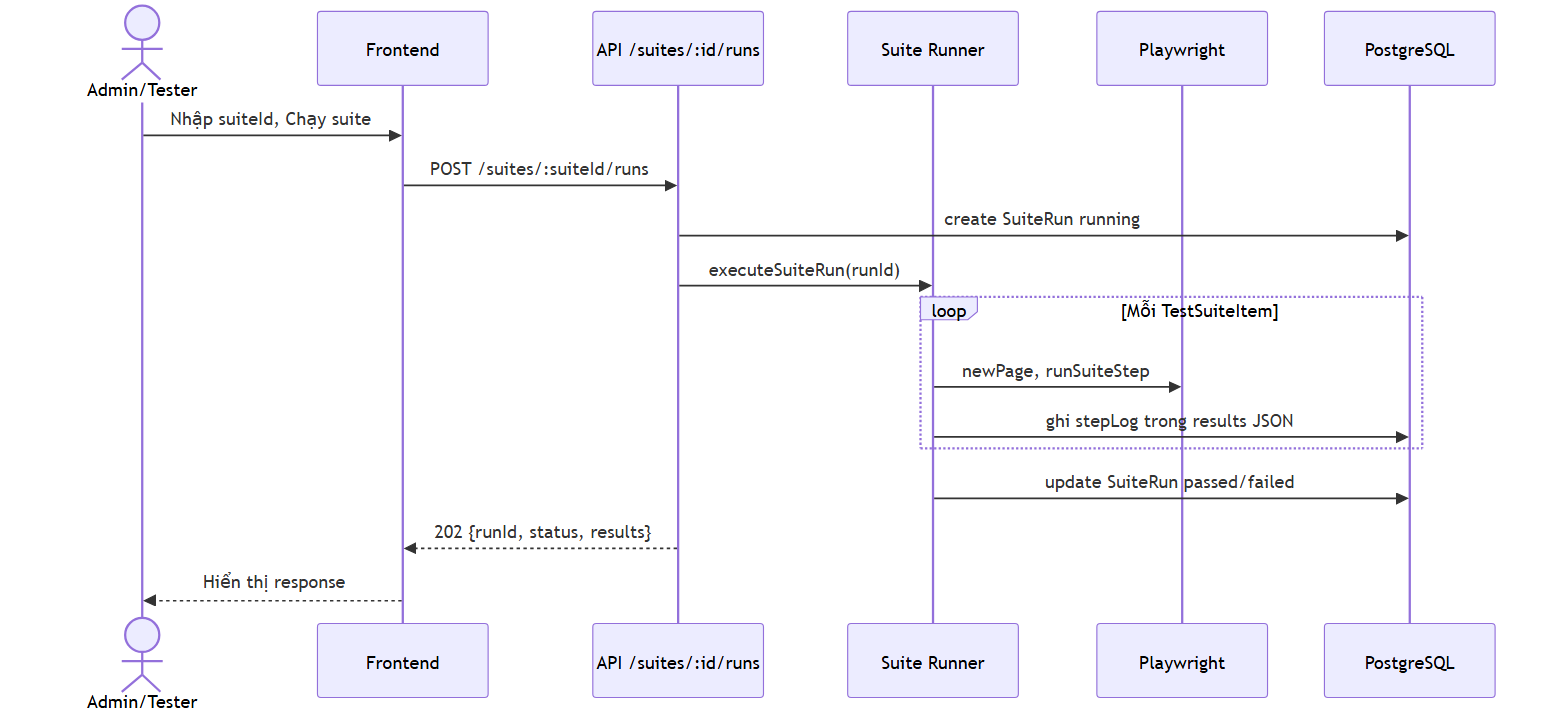 Admin/Tester
Frontend
API /suites/:id/runs
Suite Runner
Playwright
PostgreSQL
Nhập suiteId, Chạy suite
POST /suites/:suiteId/runs
create SuiteRun running
executeSuiteRun(runId)
loop
[Mỗi TestSuiteItem]
newPage, runSuiteStep
ghi stepLog trong results JSON
update SuiteRun passed/failed
202 {runId, status, results}
Hiển thị response
Admin/Tester
Frontend
API /suites/:id/runs
Suite Runner
Playwright
PostgreSQL